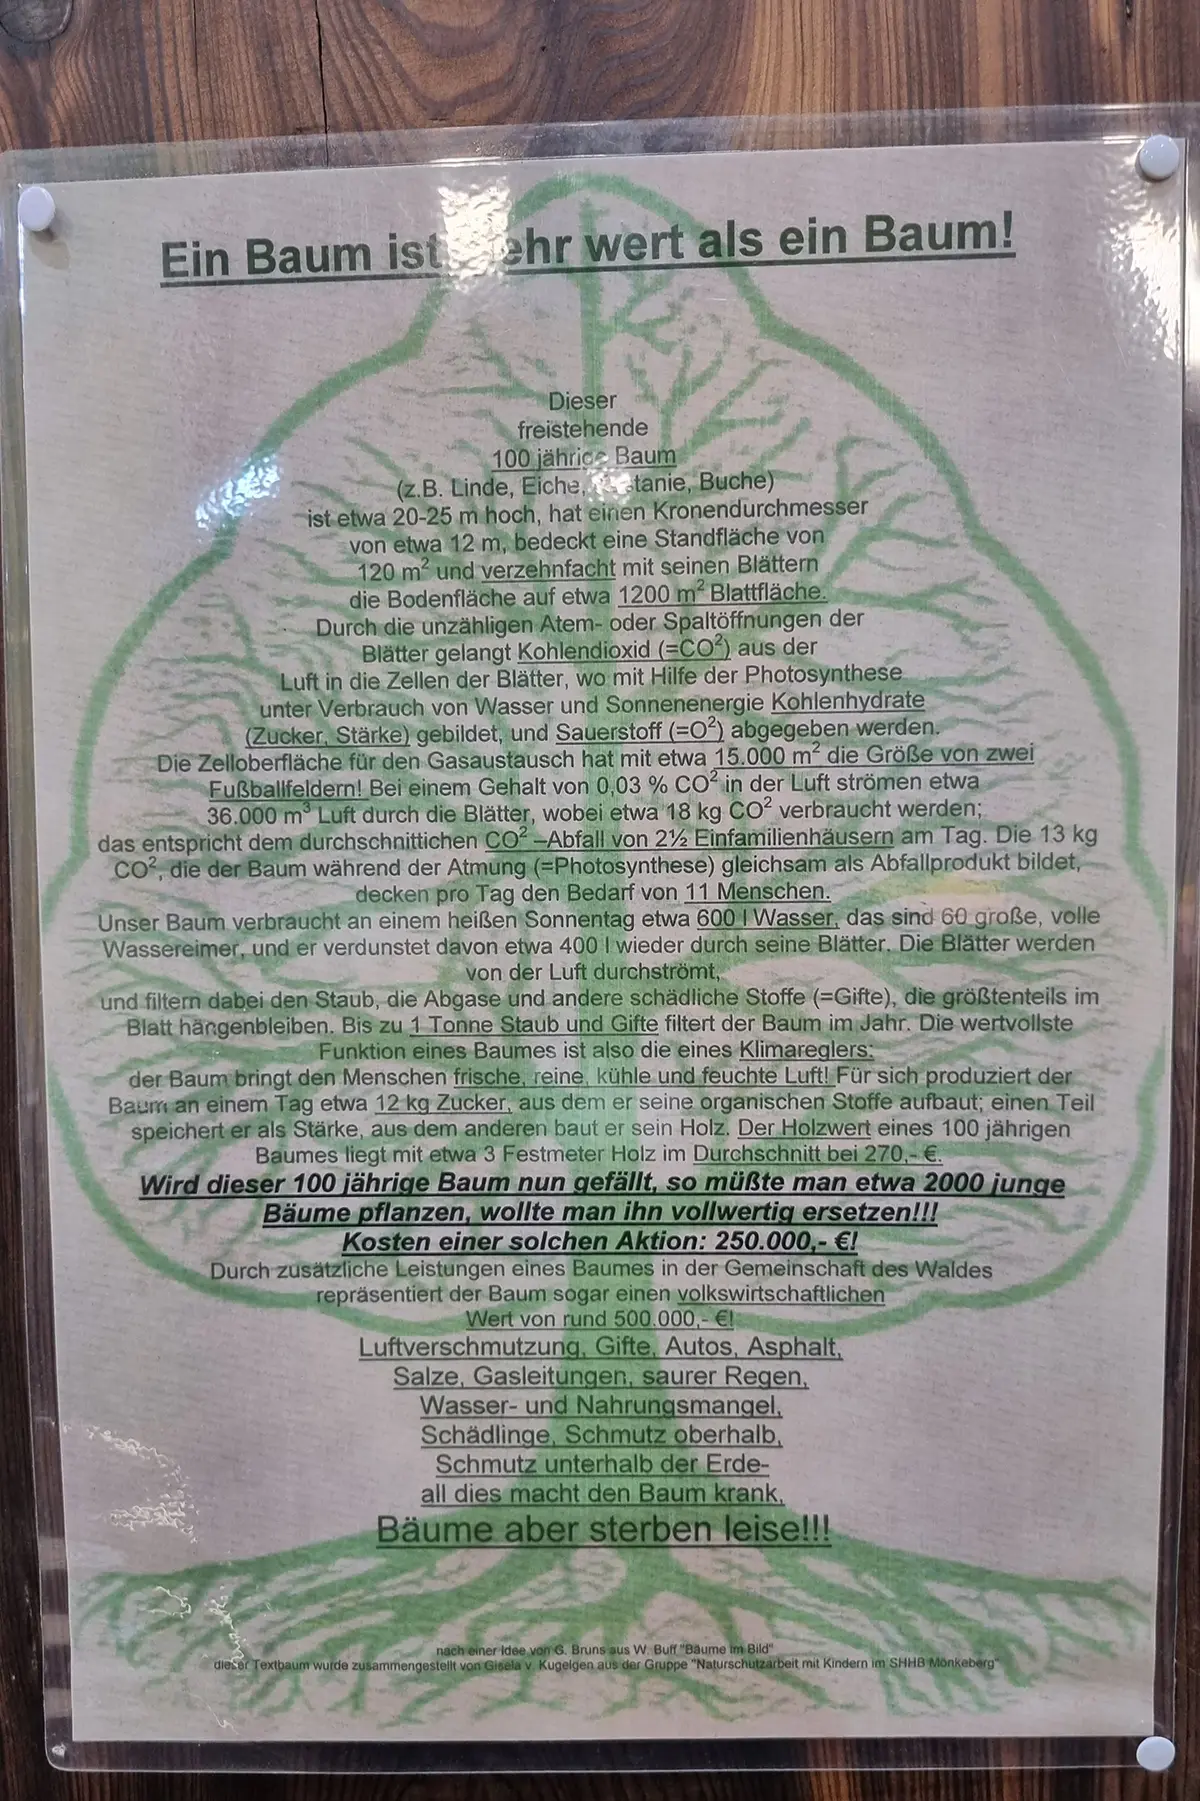 Ein Baum ist mehr wert als ein Baum!
Dieser
freistehende
100 jährige Baum
(z.B. Linde, Eiche, Kastanie, Buche)
ist etwa 20-25 m hoch, hat einen Kronendurchmesser
von etwa 12 m, bedeckt eine Standfläche von
120 m² und verzehnfacht mit seinen Blättern
die Bodenfläche auf etwa 1200 m² Blattfläche.
Durch die unzähligen Atem- oder Spaltöffnungen der
Blätter gelangt Kohlendioxid (=CO²) aus der
Luft in die Zellen der Blätter, wo mit Hilfe der Photosynthese
unter Verbrauch von Wasser und Sonnenenergie Kohlenhydrate
(Zucker, Stärke) gebildet, und Sauerstoff (=O²) abgegeben werden.
Die Zelloberfläche für den Gasaustausch hat mit etwa 15.000 m² die Größe von zwei
Fußballfeldern! Bei einem Gehalt von 0,03 % CO² in der Luft strömen etwa
36.000 m³ Luft durch die Blätter, wobei etwa 18 kg CO² verbraucht werden;
das entspricht dem durchschnittichen CO² –Abfall von 2½ Einfamilienhäusern am Tag. Die 13 kg
CO², die der Baum während der Atmung (=Photosynthese) gleichsam als Abfallprodukt bildet,
decken pro Tag den Bedarf von 11 Menschen.
Unser Baum verbraucht an einem heißen Sonnentag etwa 600 l Wasser, das sind 60 große, volle
Wassereimer, und er verdunstet davon etwa 400 l wieder durch seine Blätter. Die Blätter werden
von der Luft durchströmt,
und filtern dabei den Staub, die Abgase und andere schädliche Stoffe (=Gifte), die größtenteils im
Blatt hängenbleiben. Bis zu 1 Tonne Staub und Gifte filtert der Baum im Jahr. Die wertvollste
Funktion eines Baumes ist also die eines Klimareglers:
der Baum bringt den Menschen frische, reine, kühle und feuchte Luft! Für sich produziert der
Baum an einem Tag etwa 12 kg Zucker, aus dem er seine organischen Stoffe aufbaut; einen Teil
speichert er als Stärke, aus dem anderen baut er sein Holz. Der Holzwert eines 100 jährigen
Baumes liegt mit etwa 3 Festmeter Holz im Durchschnitt bei 270,- €.
Wird dieser 100 jährige Baum nun gefällt, so müßte man etwa 2000 junge
Bäume pflanzen, wollte man ihn vollwertig ersetzen!!!
Kosten einer solchen Aktion: 250.000,- €!
Durch zusätzliche Leistungen eines Baumes in der Gemeinschaft des Waldes
repräsentiert der Baum sogar einen volkswirtschaftlichen
Wert von rund 500.000,- €!
Luftverschmutzung, Gifte, Autos, Asphalt,
Salze, Gasleitungen, saurer Regen,
Wasser- und Nahrungsmangel,
Schädlinge, Schmutz oberhalb,
Schmutz unterhalb der Erde-
all dies macht den Baum krank,
Bäume aber sterben leise!!!
nach einer Idee von G. Bruns aus W. Buff "Bäume im Bild"
dieser Textbaum wurde zusammengestellt von Gisela v. Kugelgen aus der Gruppe "Naturschutzarbeit mit Kindern im SHHB Mönkeberg"